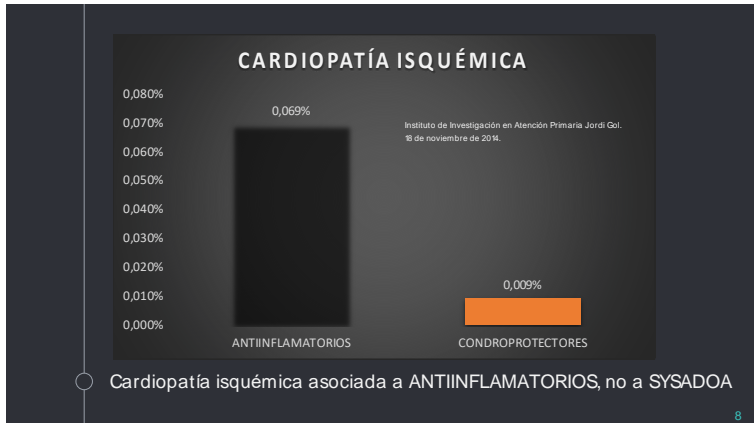 CARDIOPATÍA ISQUÉMICA
0,080%
0,070%
0,060%
0,050%
0,040%
0,030%
0,020%
0,010%
0,000%
0,069%
0,009%
Instituto de Investigación en Atención Primaria Jordi Gol.
18 de noviembre de 2014.
ANTIINFLAMATORIOS
CONDROPROTECTORES
Cardiopatía isquémica asociada a ANTIINFLAMATORIOS, no a SYSADOA
8